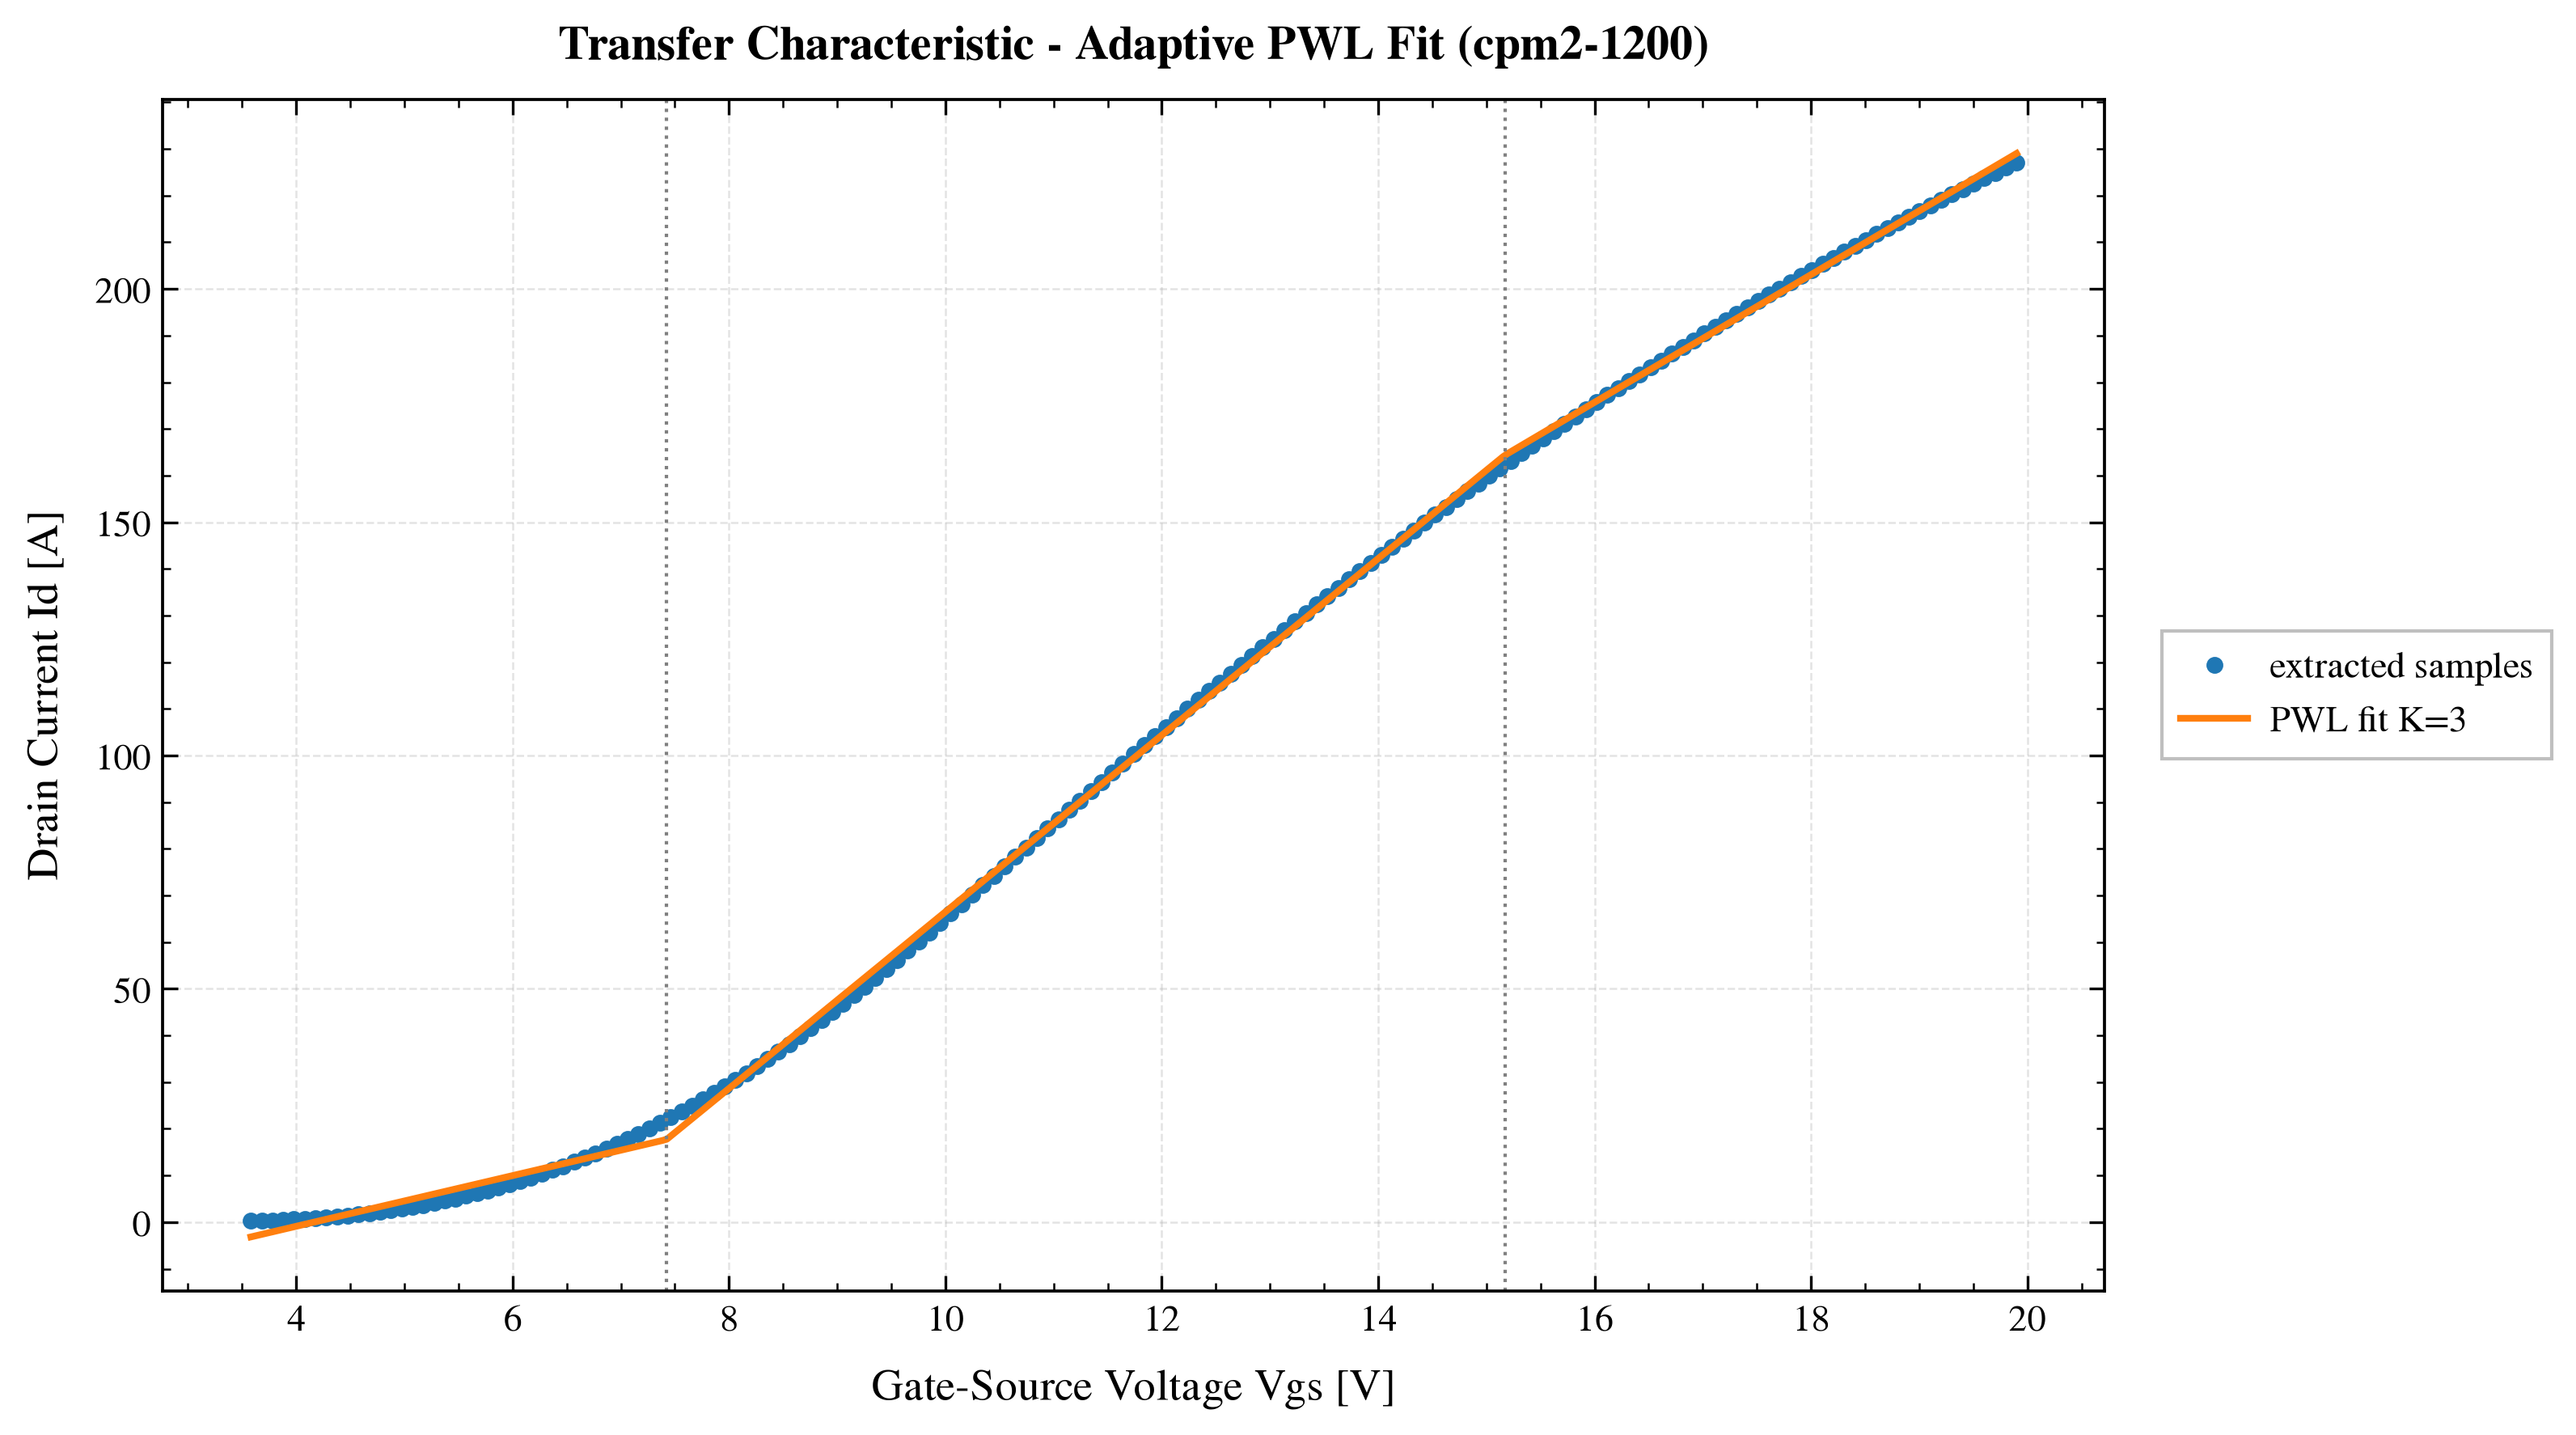 Transfer Characteristic - Adaptive PWL Fit (cpm2-1200)
Drain Current Id [A]
200
150
100
50
0
4 6 8 10 12 14 16 18 20
Gate-Source Voltage Vgs [V]
extracted samples
PWL fit K=3